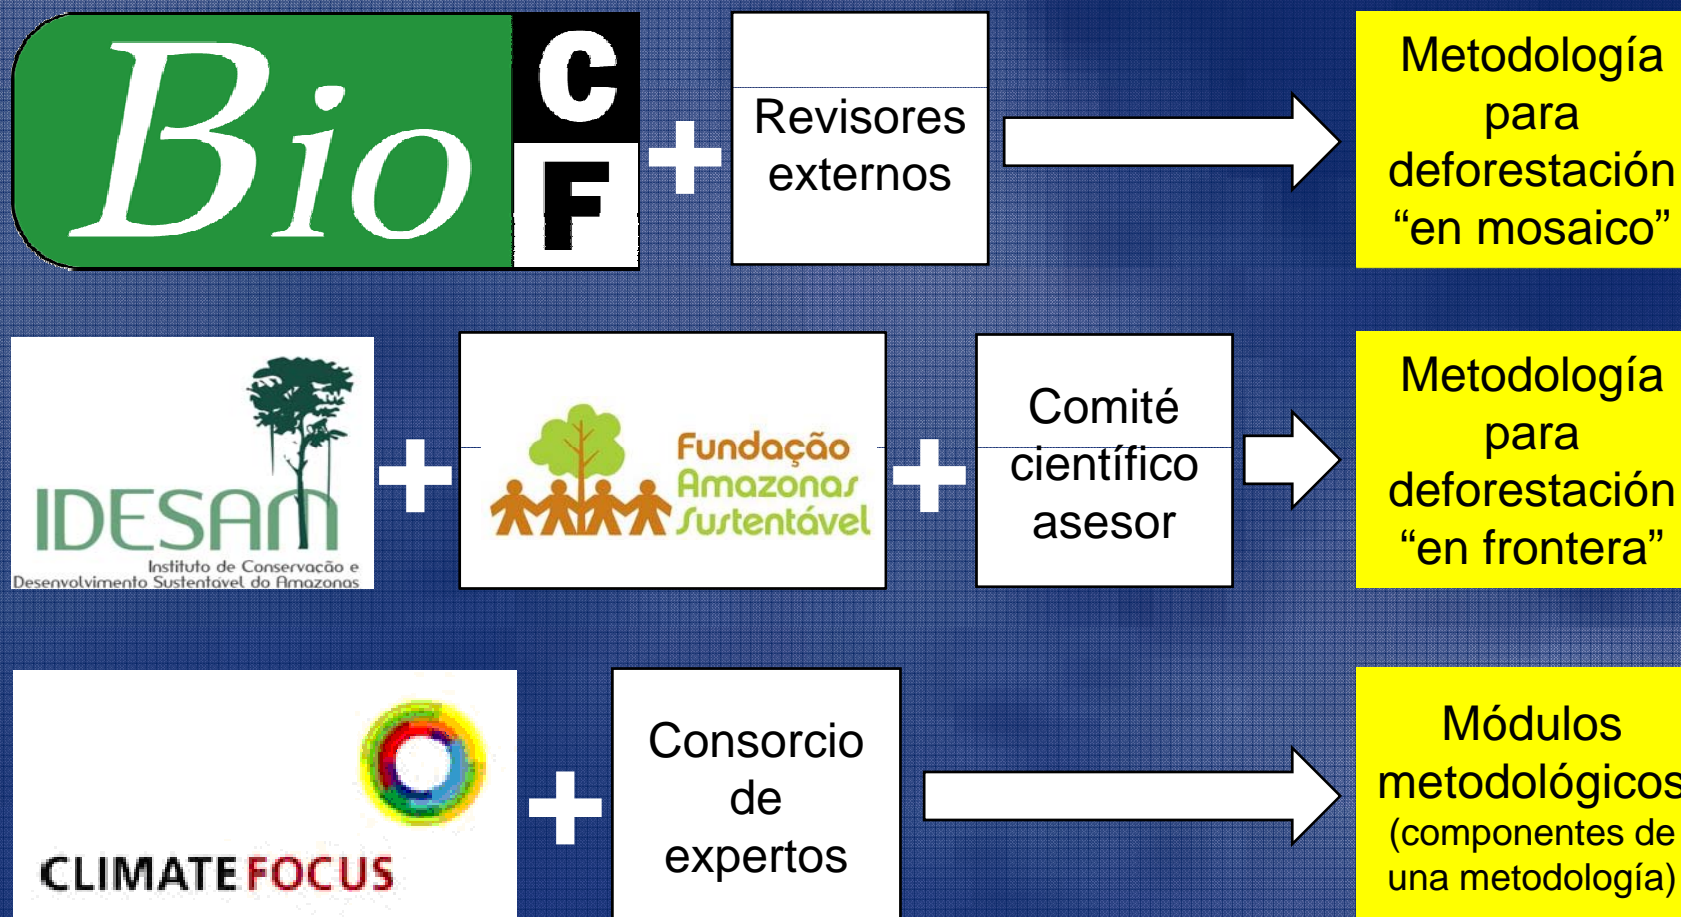 Bio
C
F
+
Revisores
externos
Metodología
para
deforestación
“en mosaico”
IDESAM
Instituto de Conservação e
Desenvolvimento Sustentável do Amazonas
+
Fundação
Amazonas
Sustentável
+
Comité
científico
asesor
Metodología
para
deforestación
“en frontera”
CLIMATE FOCUS
+
Consorcio
de
expertos
Módulos
metodológicos
(componentes de
una metodología)